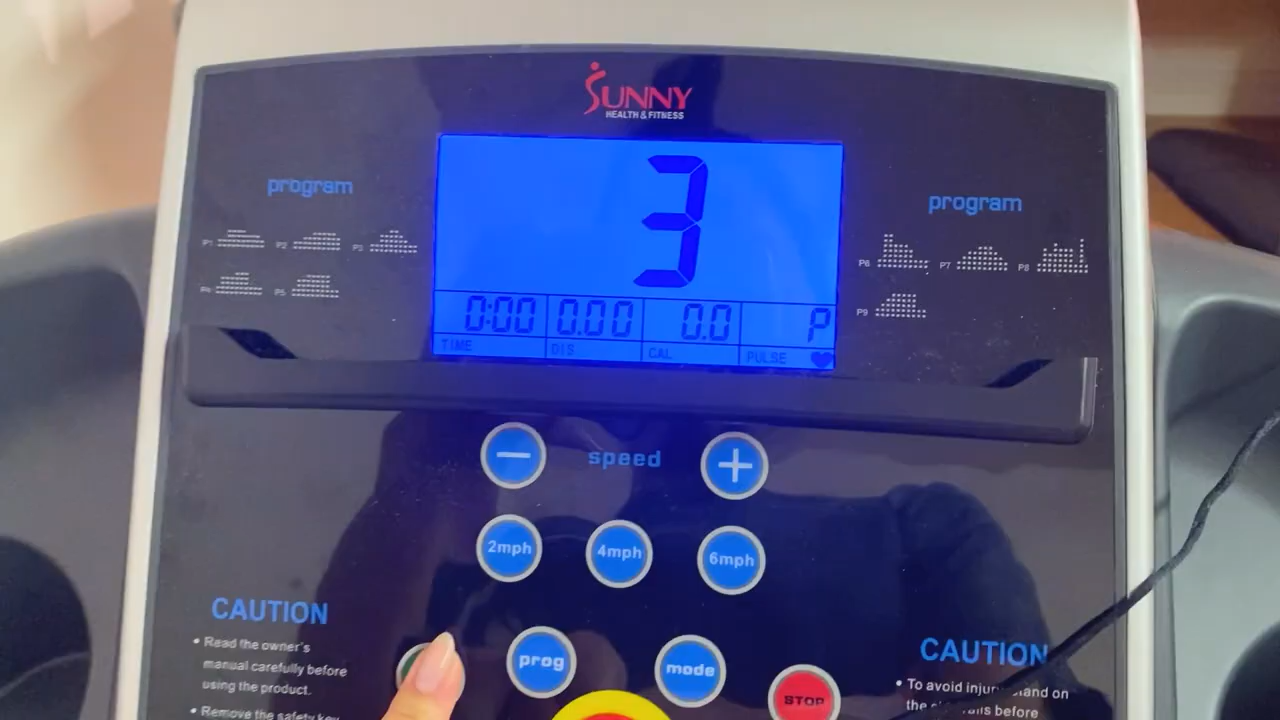 SUNNY
HEALTH & FITNESS
3
0:00 0.00 0.0 P
TIME DIS CAL PULSE
program
P1 P2 P3
P4 P5
program
P6 P7 P8
P9
speed
2mph 4mph 6mph
prog mode
STOP
CAUTION
• Read the owner's
manual carefully before
using the product.
• Remove the safety key
CAUTION
• To avoid injury stand on
the before